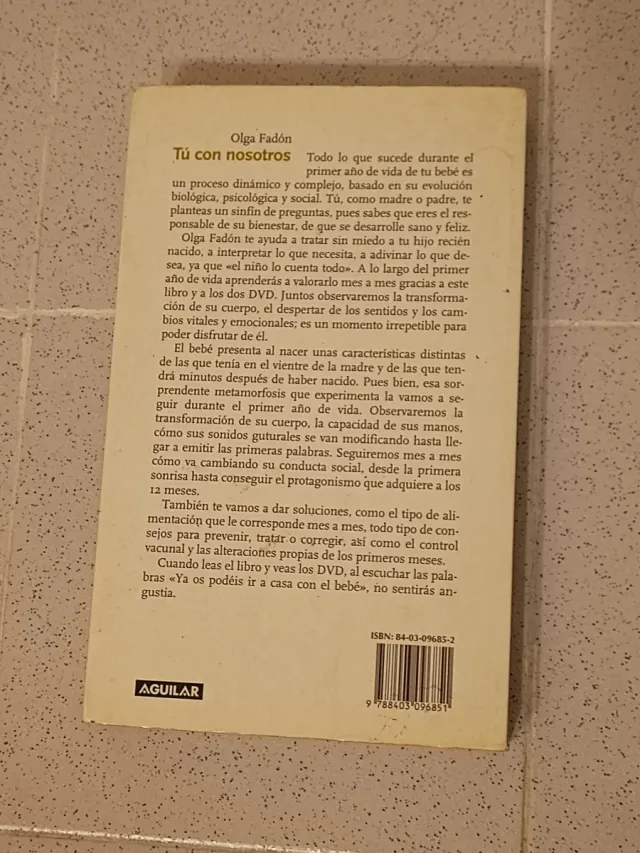 Olga Fadón
Tú con nosotros Todo lo que sucede durante el
primer año de vida de tu bebé es
un proceso dinámico y complejo, basado en su evolución
biológica, psicológica y social. Tú, como madre o padre, te
planteas un sinfín de preguntas, pues sabes que eres el res-
ponsable de su bienestar, de que se desarrolle sano y feliz.
Olga Fadón te ayuda a tratar sin miedo a tu hijo recién
nacido, a interpretar lo que necesita, a adivinar lo que de-
sea, ya que «el niño lo cuenta todo». A lo largo del primer
año de vida aprenderás a valorarlo mes a mes gracias a este
libro y a los dos DVD. Juntos observaremos la transforma-
ción de su cuerpo, el despertar de los sentidos y los cam-
bios vitales y emocionales; es un momento irrepetible para
poder disfrutar de él.
El bebé presenta al nacer unas características distintas
de las que tenía en el vientre de la madre y de las que ten-
drá minutos después de haber nacido. Pues bien, esa sor-
prendente metamorfosis que experimenta la vamos a se-
guir durante el primer año de vida. Observaremos la
transformación de su cuerpo, la capacidad de sus manos,
cómo sus sonidos guturales se van modificando hasta lle-
gar a emitir las primeras palabras. Seguiremos mes a mes
cómo va cambiando su conducta social, desde la primera
sonrisa hasta conseguir el protagonismo que adquiere a los
12 meses.
También te vamos a dar soluciones, como el tipo de ali-
mentación que le corresponde mes a mes, todo tipo de con-
sejos para prevenir, tratar o corregir, así como el control
vacunal y las alteraciones propias de los primeros meses.
Cuando leas el libro y veas los DVD, al escuchar las pala-
bras «Ya os podéis ir a casa con el bebé», no sentirás an-
gustia.
ISBN: 84-03-09685-2
AGUILAR
9 788403 096851